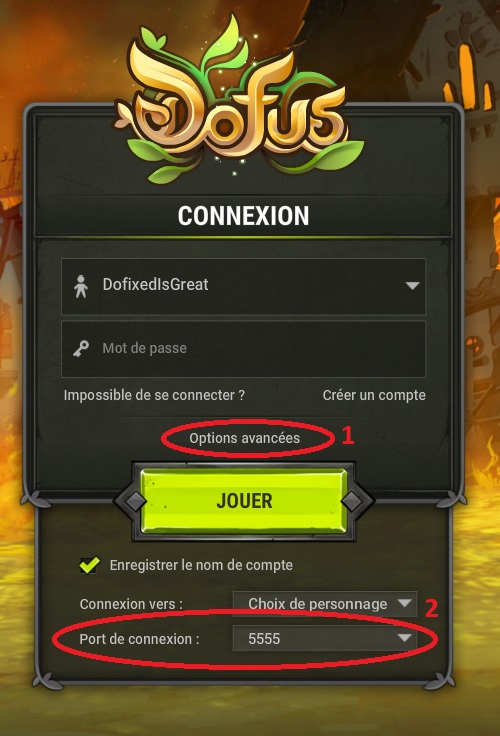 Dofus
CONNEXION
DofixedIsGreat
Mot de passe
Impossible de se connecter ? Créer un compte
Options avancées 1
JOUER
Enregistrer le nom de compte
Connexion vers : Choix de personnage 2
Port de connexion : 5555